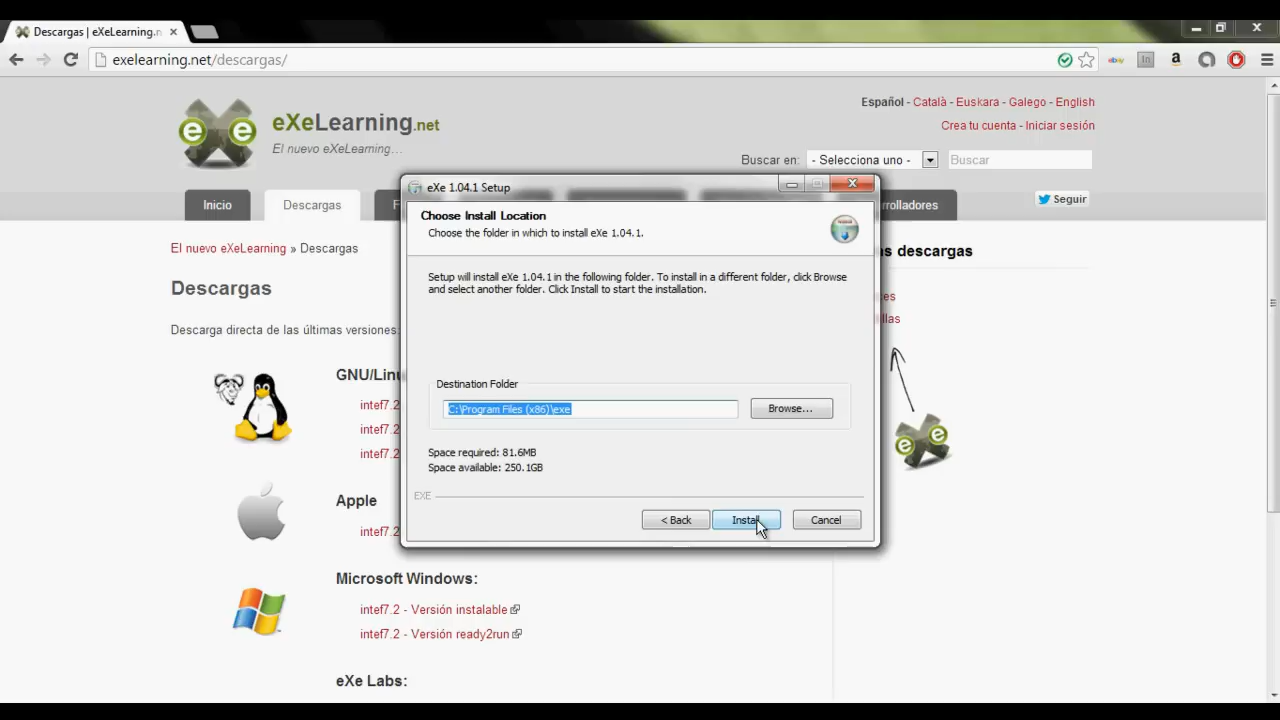 Descargas | eXeLearning.n
exelearning.net/descargas/
ebay
In
a
eXeLearning.net
El nuevo eXeLearning...
Español - Català - Euskara - Galego - English
Crea tu cuenta - Iniciar sesión
Buscar en: - Selecciona uno - Buscar
Inicio
Descargas
F
rrolladores
Seguir
El nuevo eXeLearning » Descargas
s descargas
Descargas
es
llas
Descarga directa de las últimas versiones:
GNU/Linu
intef7.2
intef7.2
intef7.2
Apple
intef7.2
Microsoft Windows:
intef7.2 - Versión instalable
intef7.2 - Versión ready2run
eXe Labs:
eXe 1.04.1 Setup
Choose Install Location
Choose the folder in which to install eXe 1.04.1.
Setup will install eXe 1.04.1 in the following folder. To install in a different folder, click Browse
and select another folder. Click Install to start the installation.
Destination Folder
C:\Program Files (x86)\exe
Browse...
Space required: 81.6MB
Space available: 250.1GB
EXE
< Back
Install
Cancel